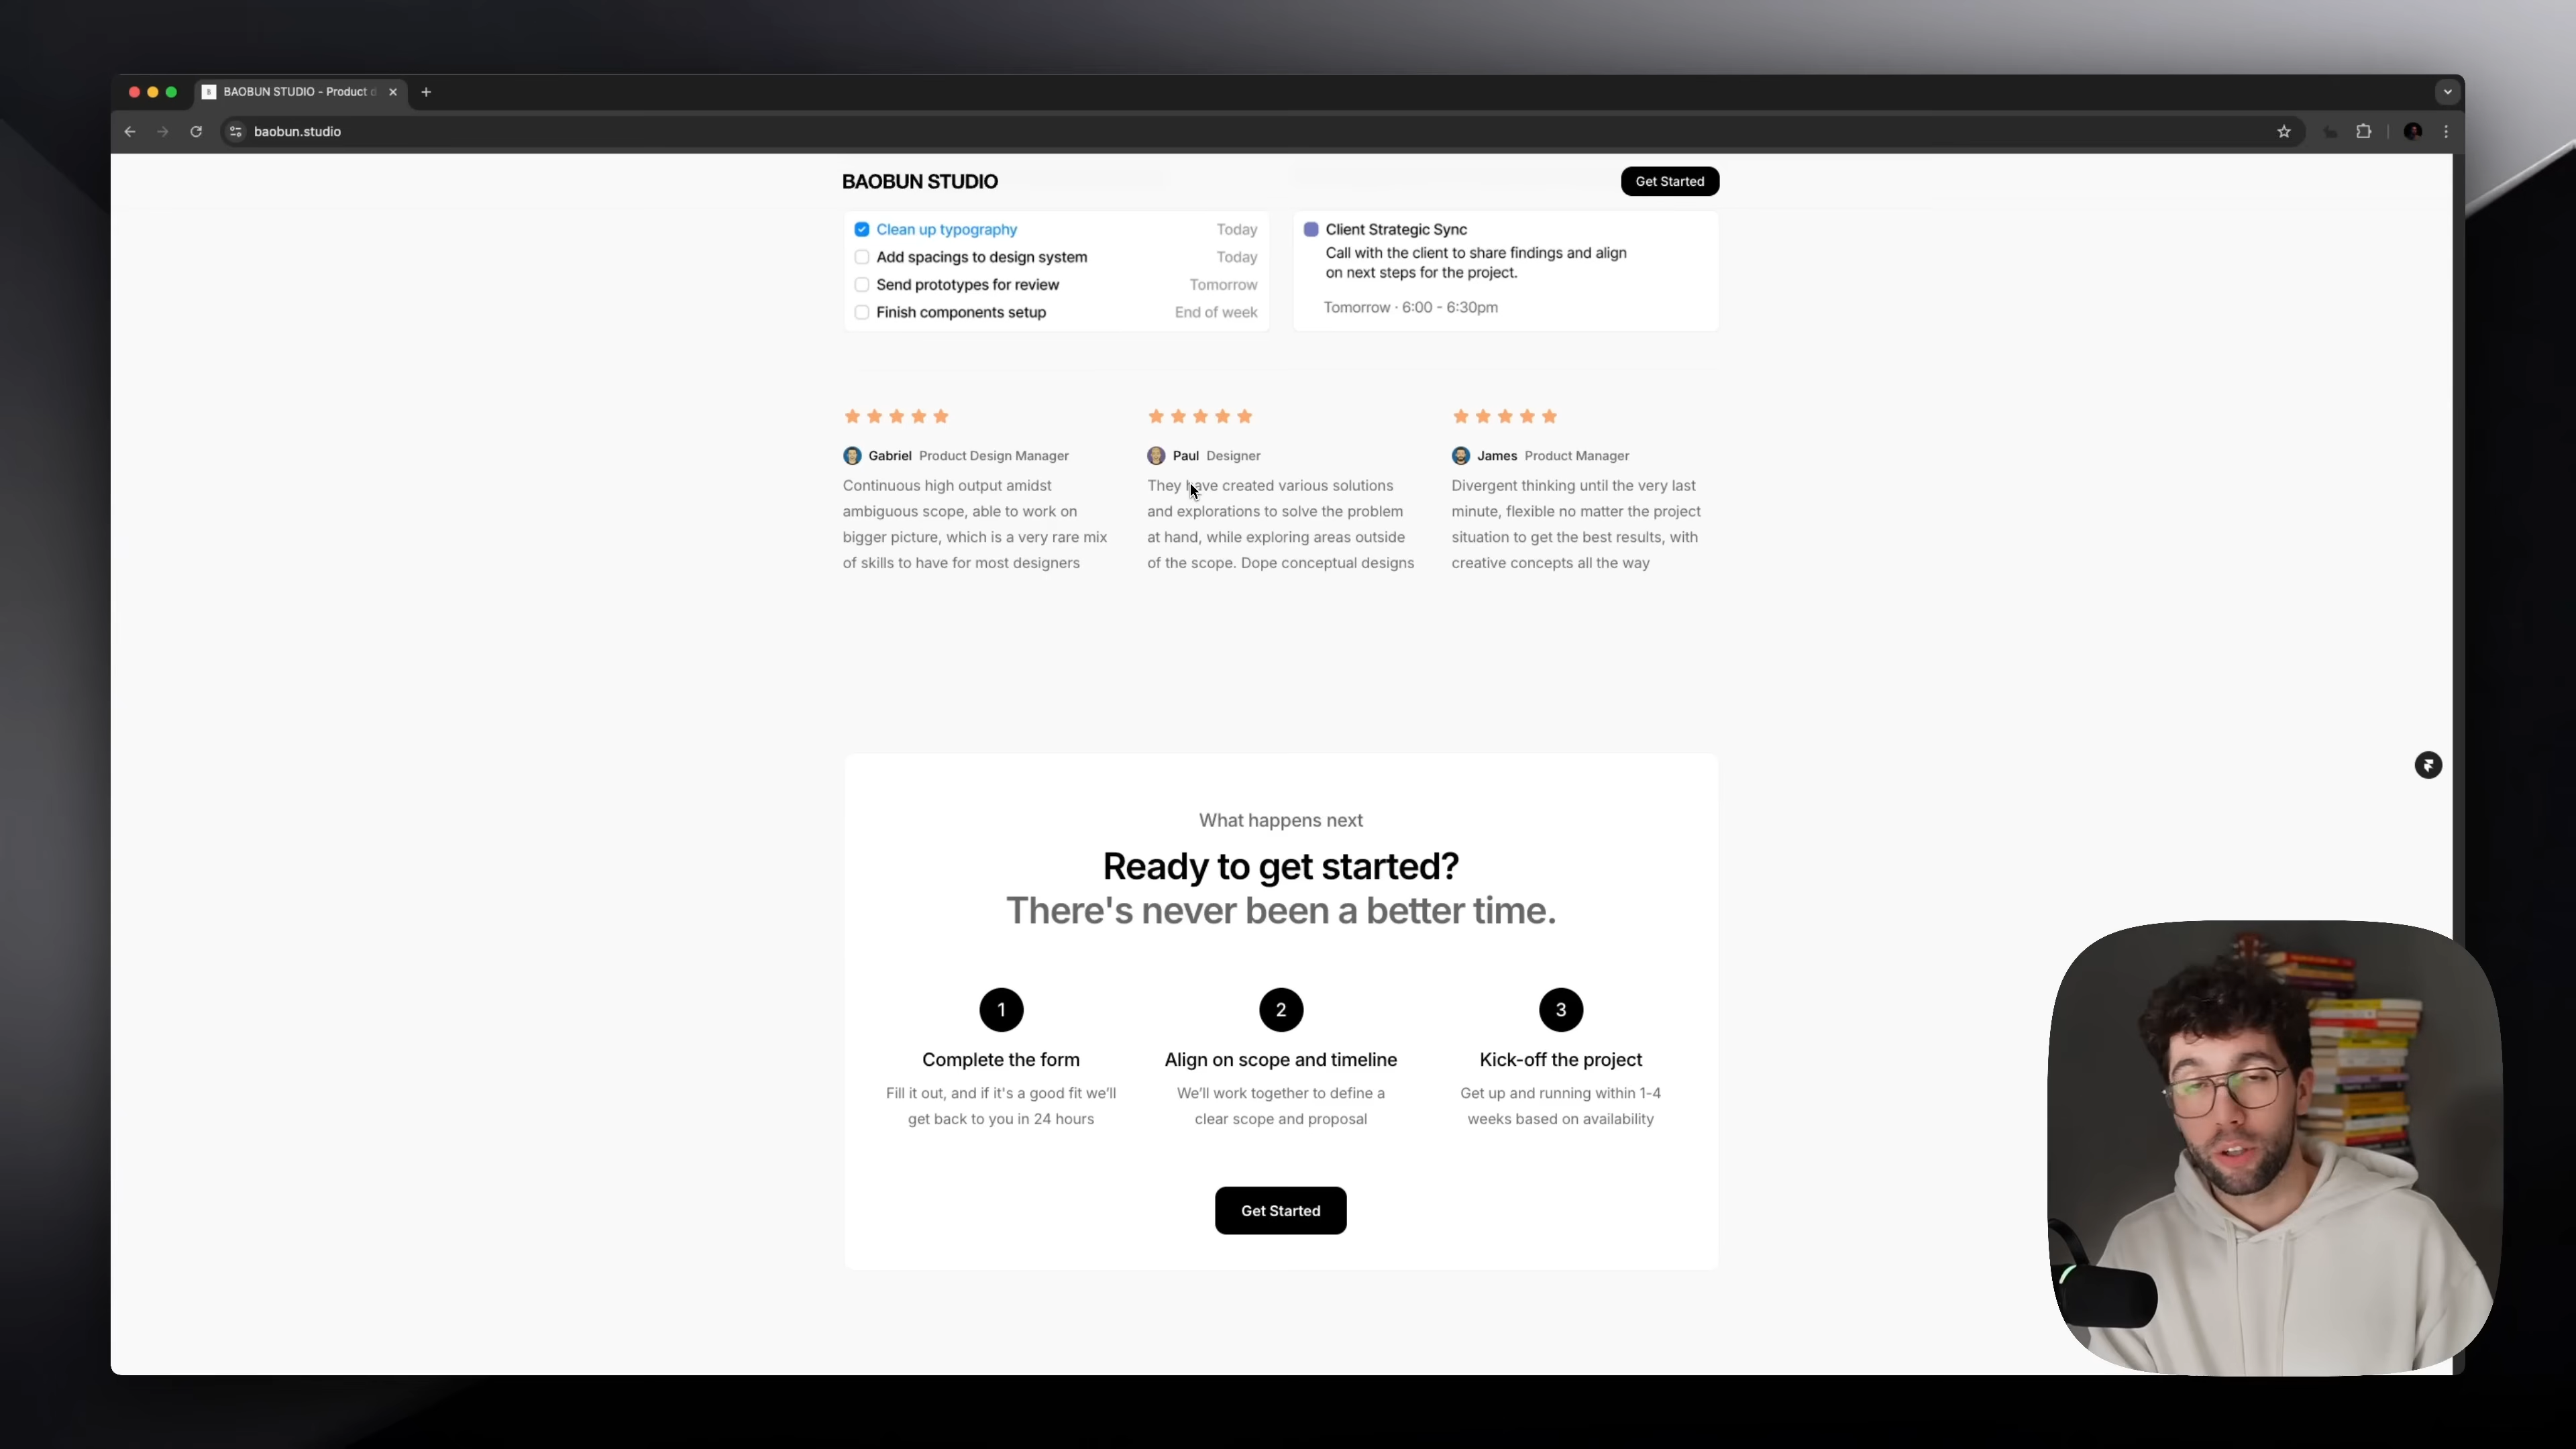 BAOBUN STUDIO - Product d
baobun.studio
BAOBUN STUDIO
Get Started
Clean up typography Today
Add spacings to design system Today
Send prototypes for review Tomorrow
Finish components setup End of week
Client Strategic Sync
Call with the client to share findings and align
on next steps for the project.
Tomorrow · 6:00 - 6:30pm
Gabriel Product Design Manager
Continuous high output amidst
ambiguous scope, able to work on
bigger picture, which is a very rare mix
of skills to have for most designers
Paul Designer
They have created various solutions
and explorations to solve the problem
at hand, while exploring areas outside
of the scope. Dope conceptual designs
James Product Manager
Divergent thinking until the very last
minute, flexible no matter the project
situation to get the best results, with
creative concepts all the way
What happens next
Ready to get started?
There's never been a better time.
1
Complete the form
Fill it out, and if it's a good fit we'll
get back to you in 24 hours
2
Align on scope and timeline
We'll work together to define a
clear scope and proposal
3
Kick-off the project
Get up and running within 1-4
weeks based on availability
Get Started